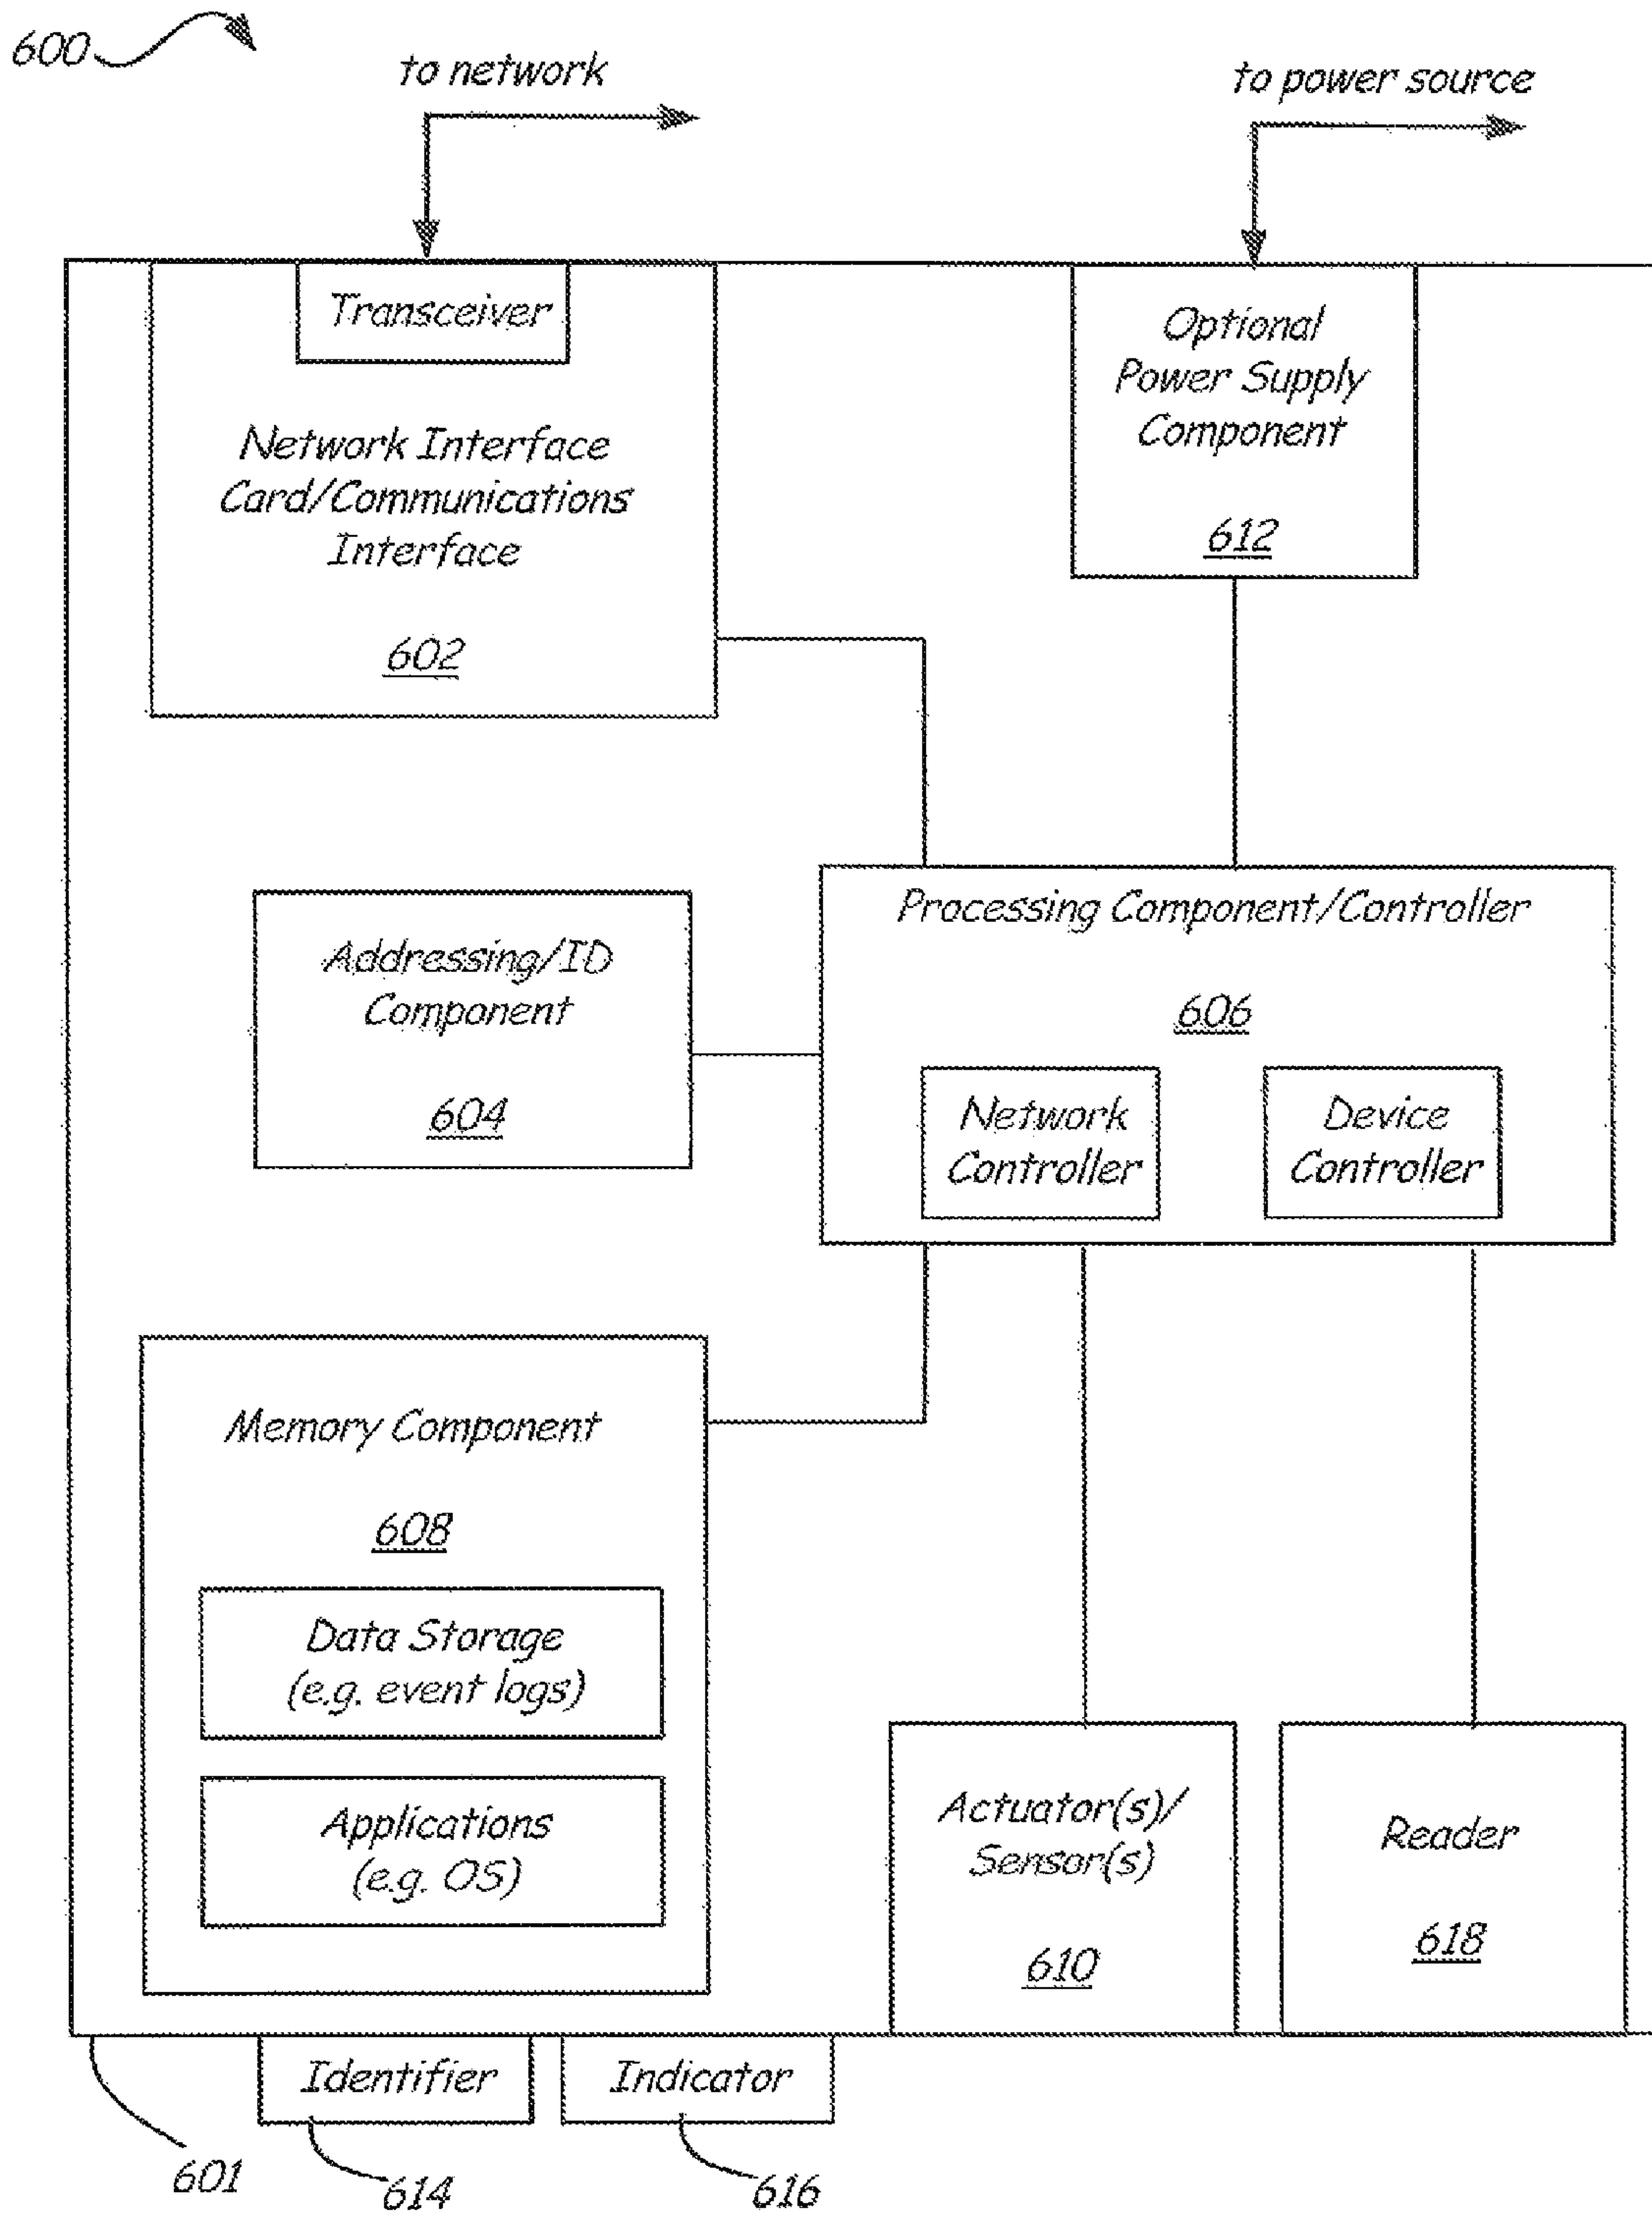 600
to network
to power source
Transceiver
Network Interface
Card/Communications
Interface
602
Optional
Power Supply
Component
612
Addressing/ID
Component
604
Processing Component/Controller
606
Network
Controller
Device
Controller
Memory Component
608
Data Storage
(e.g. event logs)
Applications
(e.g. OS)
Actuator(s)/
Sensor(s)
610
Reader
618
Identifier
Indicator
601
614
616